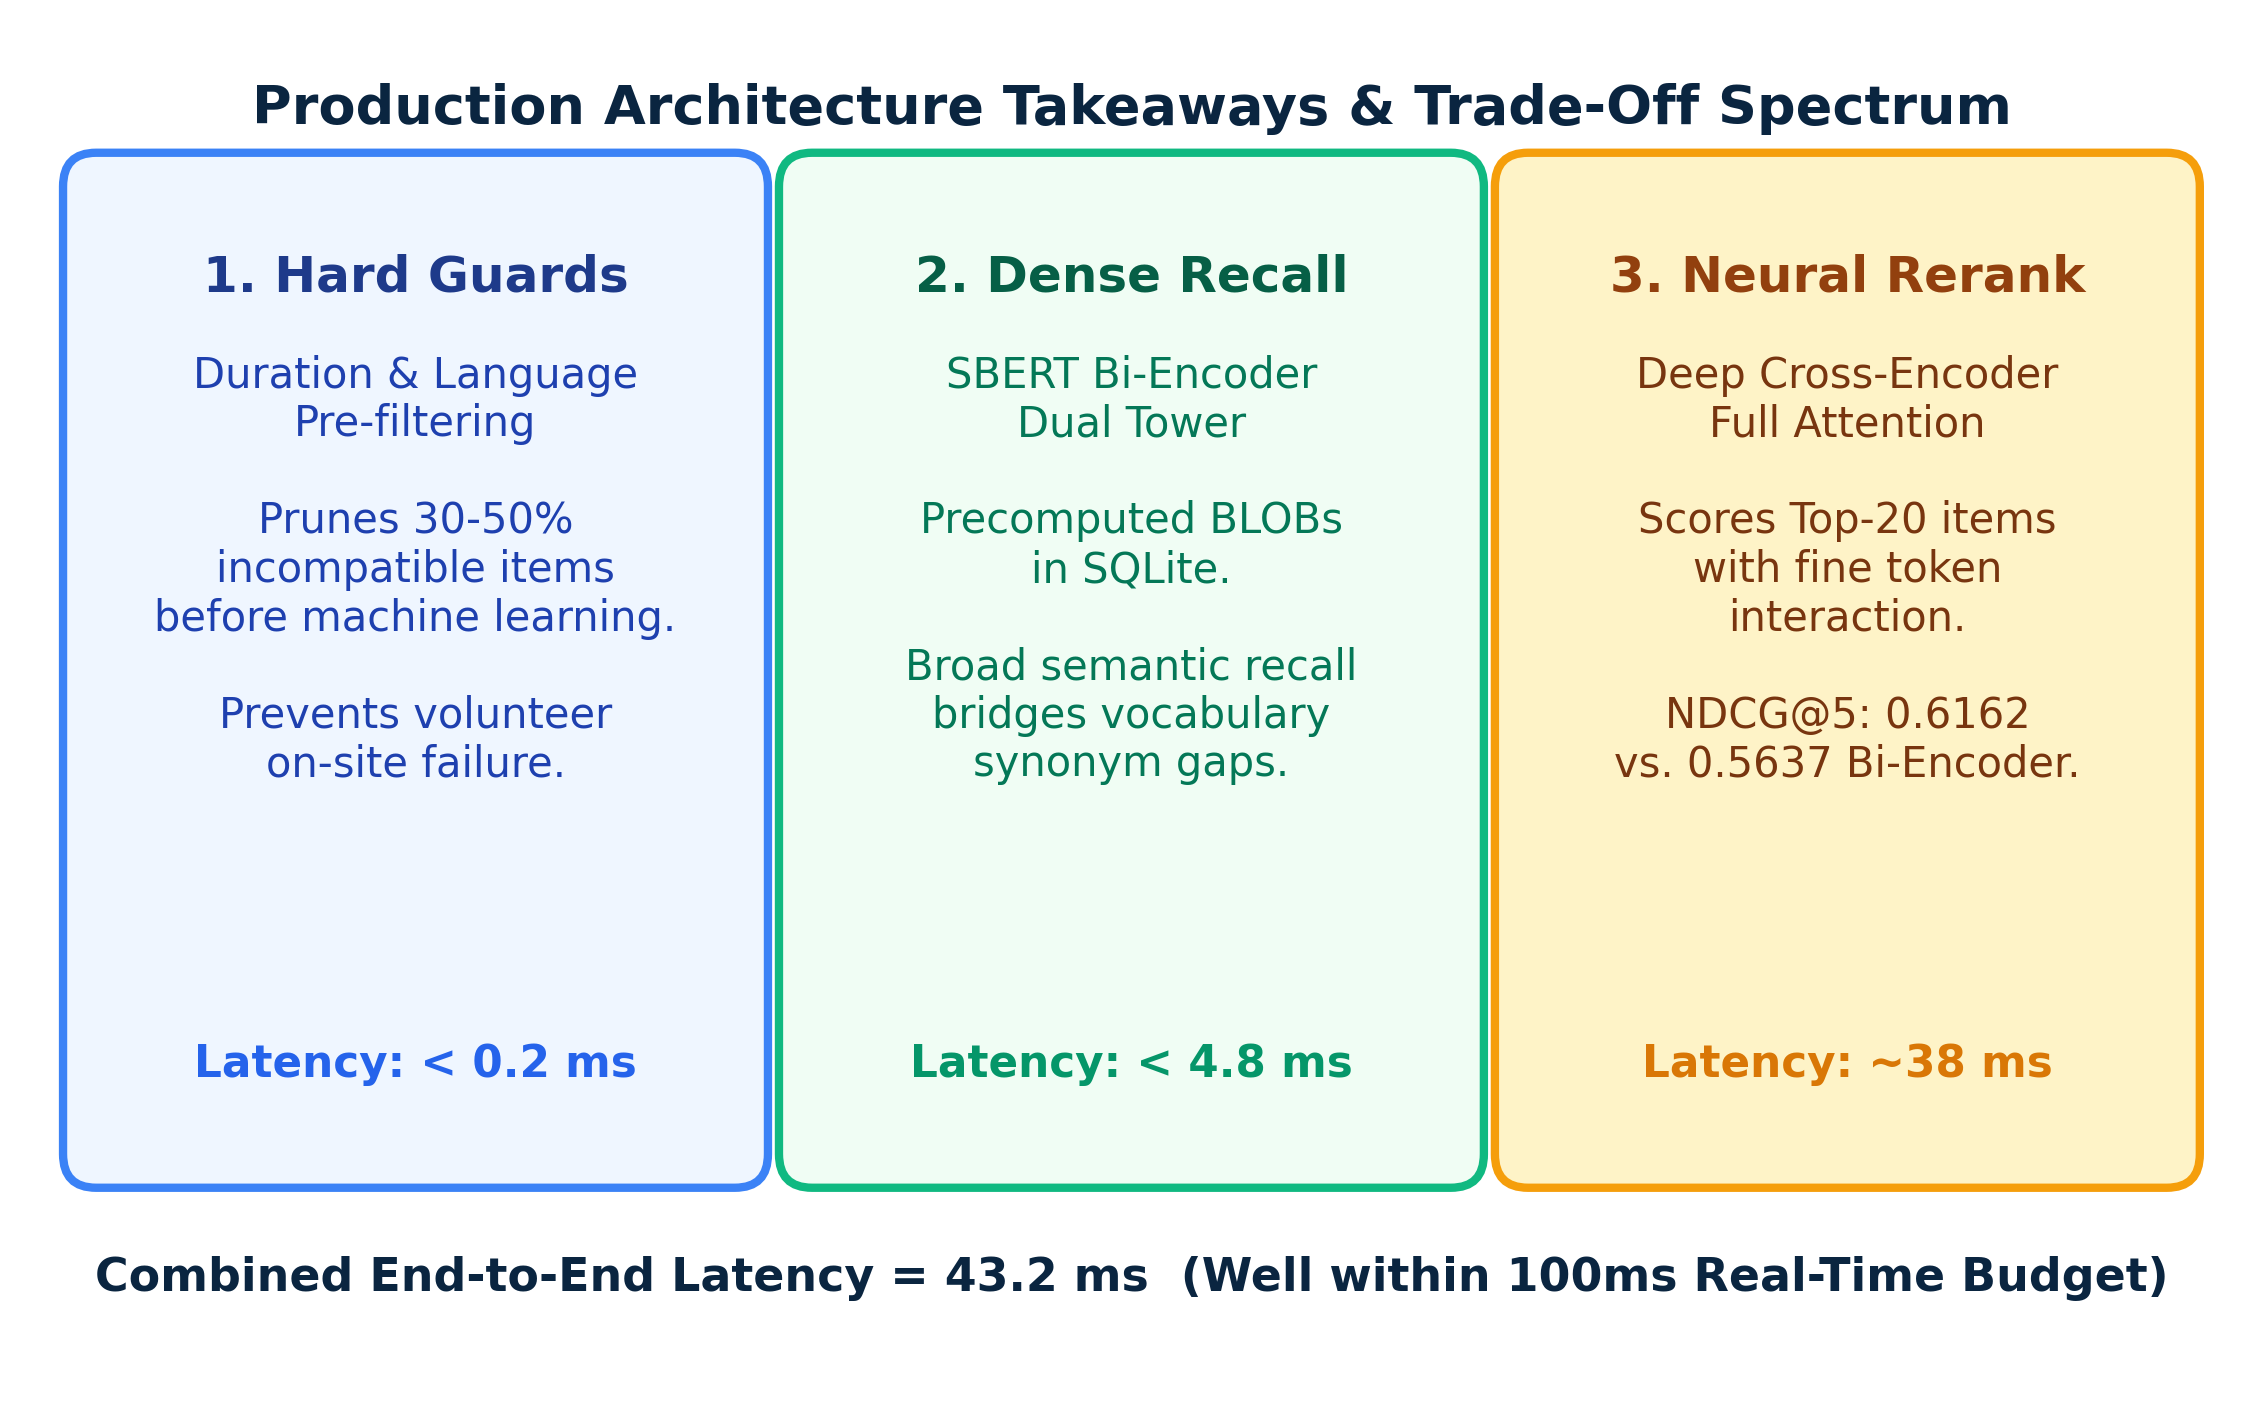 Production Architecture Takeaways & Trade-Off Spectrum
1. Hard Guards
Duration & Language
Pre-filtering
Prunes 30-50%
incompatible items
before machine learning.
Prevents volunteer
on-site failure.
Latency: < 0.2 ms
2. Dense Recall
SBERT Bi-Encoder
Dual Tower
Precomputed BLOBs
in SQLite.
Broad semantic recall
bridges vocabulary
synonym gaps.
Latency: < 4.8 ms
3. Neural Rerank
Deep Cross-Encoder
Full Attention
Scores Top-20 items
with fine token
interaction.
NDCG@5: 0.6162
vs. 0.5637 Bi-Encoder.
Latency: ~38 ms
Combined End-to-End Latency = 43.2 ms  (Well within 100ms Real-Time Budget)